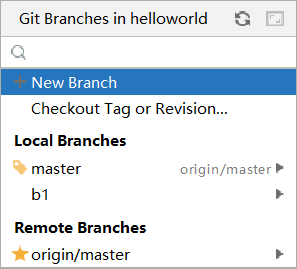 Git Branches in helloworld
New Branch
Checkout Tag or Revision...
Local Branches
master origin/master
b1
Remote Branches
origin/master